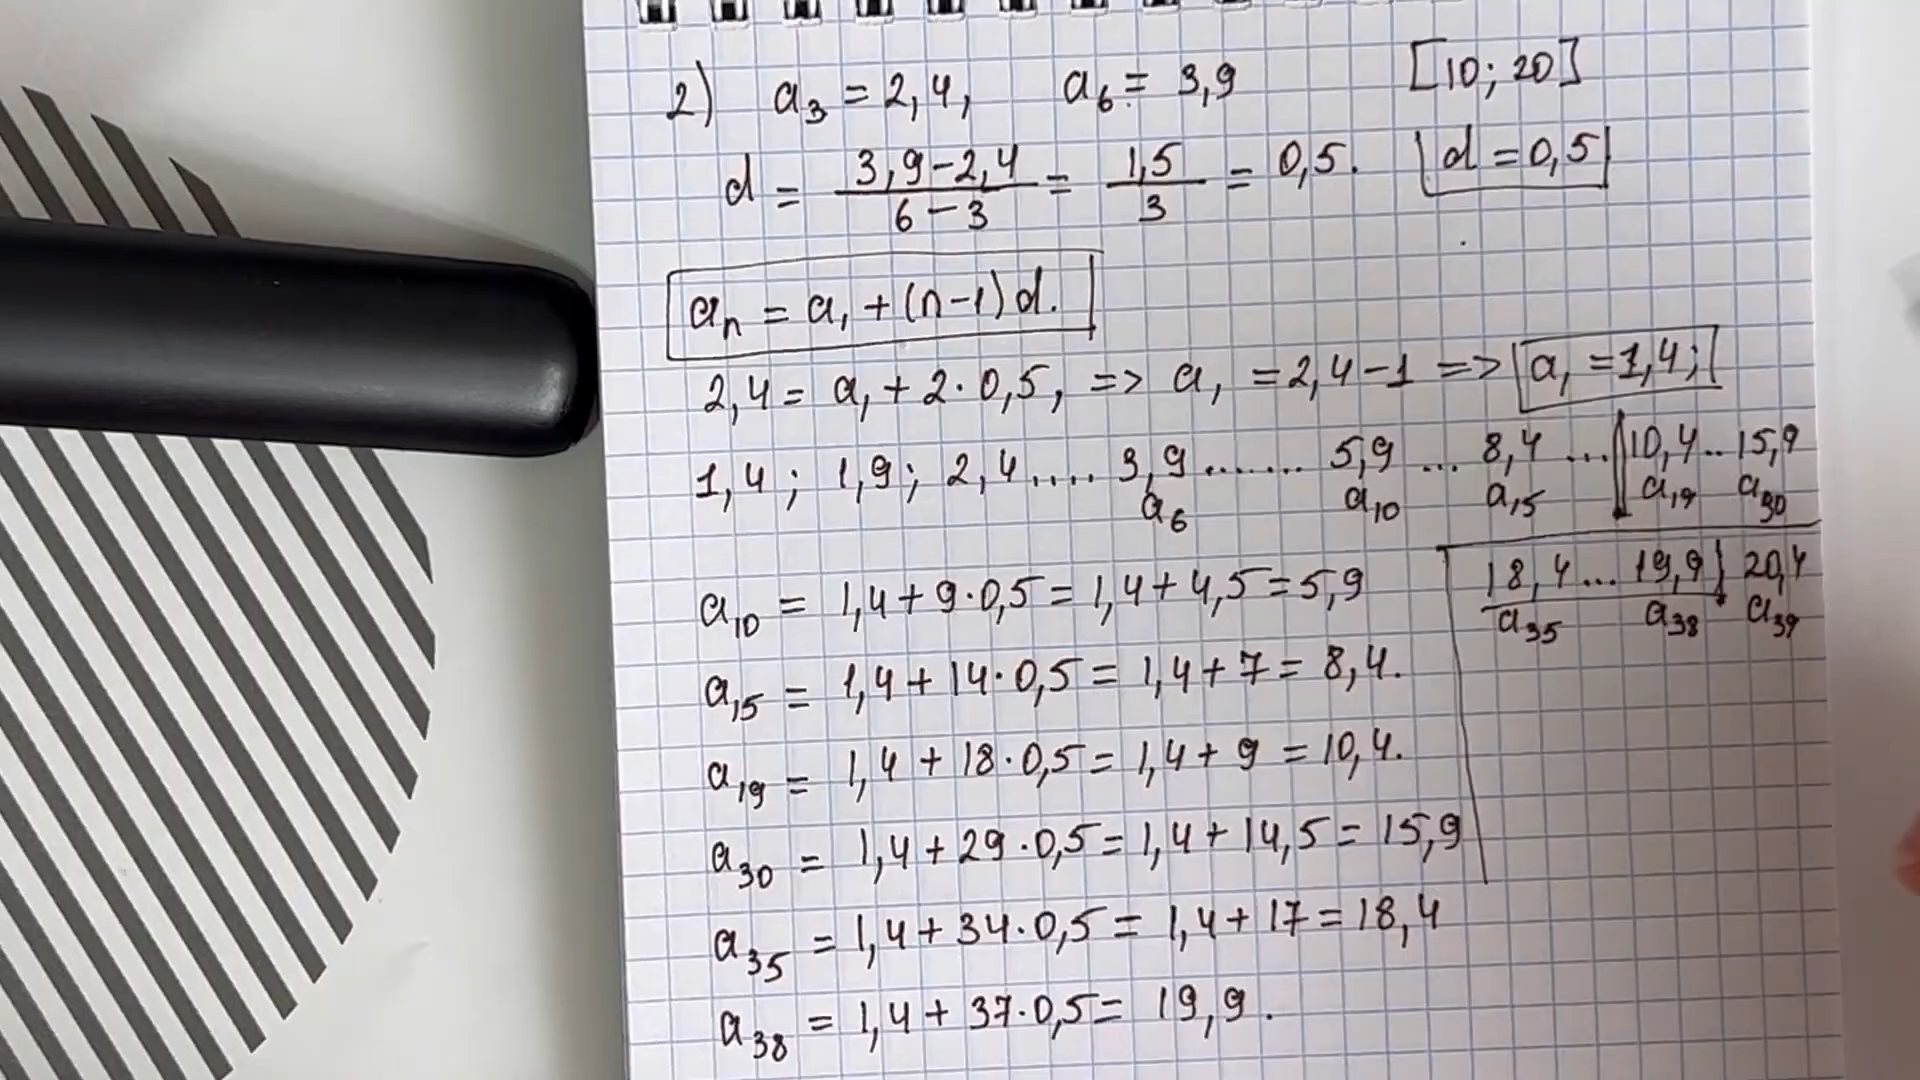 2) a₃ = 2,4, a₆ = 3,9 [10; 20]
d = (3,9 – 2,4)/(6 – 3) = 1,5/3 = 0,5. d = 0,5
aₙ = a₁ + (n – 1) d.
2,4 = a₁ + 2 · 0,5, => a₁ = 2,4 – 1 => a₁ = 1,4;
1,4 ; 1,9 ; 2,4 .... 3,9 ....... 5,9 ... 8,4 ... 10,4 .. 15,9
a₆ a₁₀ a₁₅ a₁₉ a₃₀
18,4 ... 19,9 20,4
a₃₅ a₃₈ a₃₉
a₁₀ = 1,4 + 9 · 0,5 = 1,4 + 4,5 = 5,9
a₁₅ = 1,4 + 14 · 0,5 = 1,4 + 7 = 8,4.
a₁₉ = 1,4 + 18 · 0,5 = 1,4 + 9 = 10,4.
a₃₀ = 1,4 + 29 · 0,5 = 1,4 + 14,5 = 15,9
a₃₅ = 1,4 + 34 · 0,5 = 1,4 + 17 = 18,4
a₃₈ = 1,4 + 37 · 0,5 = 19,9.